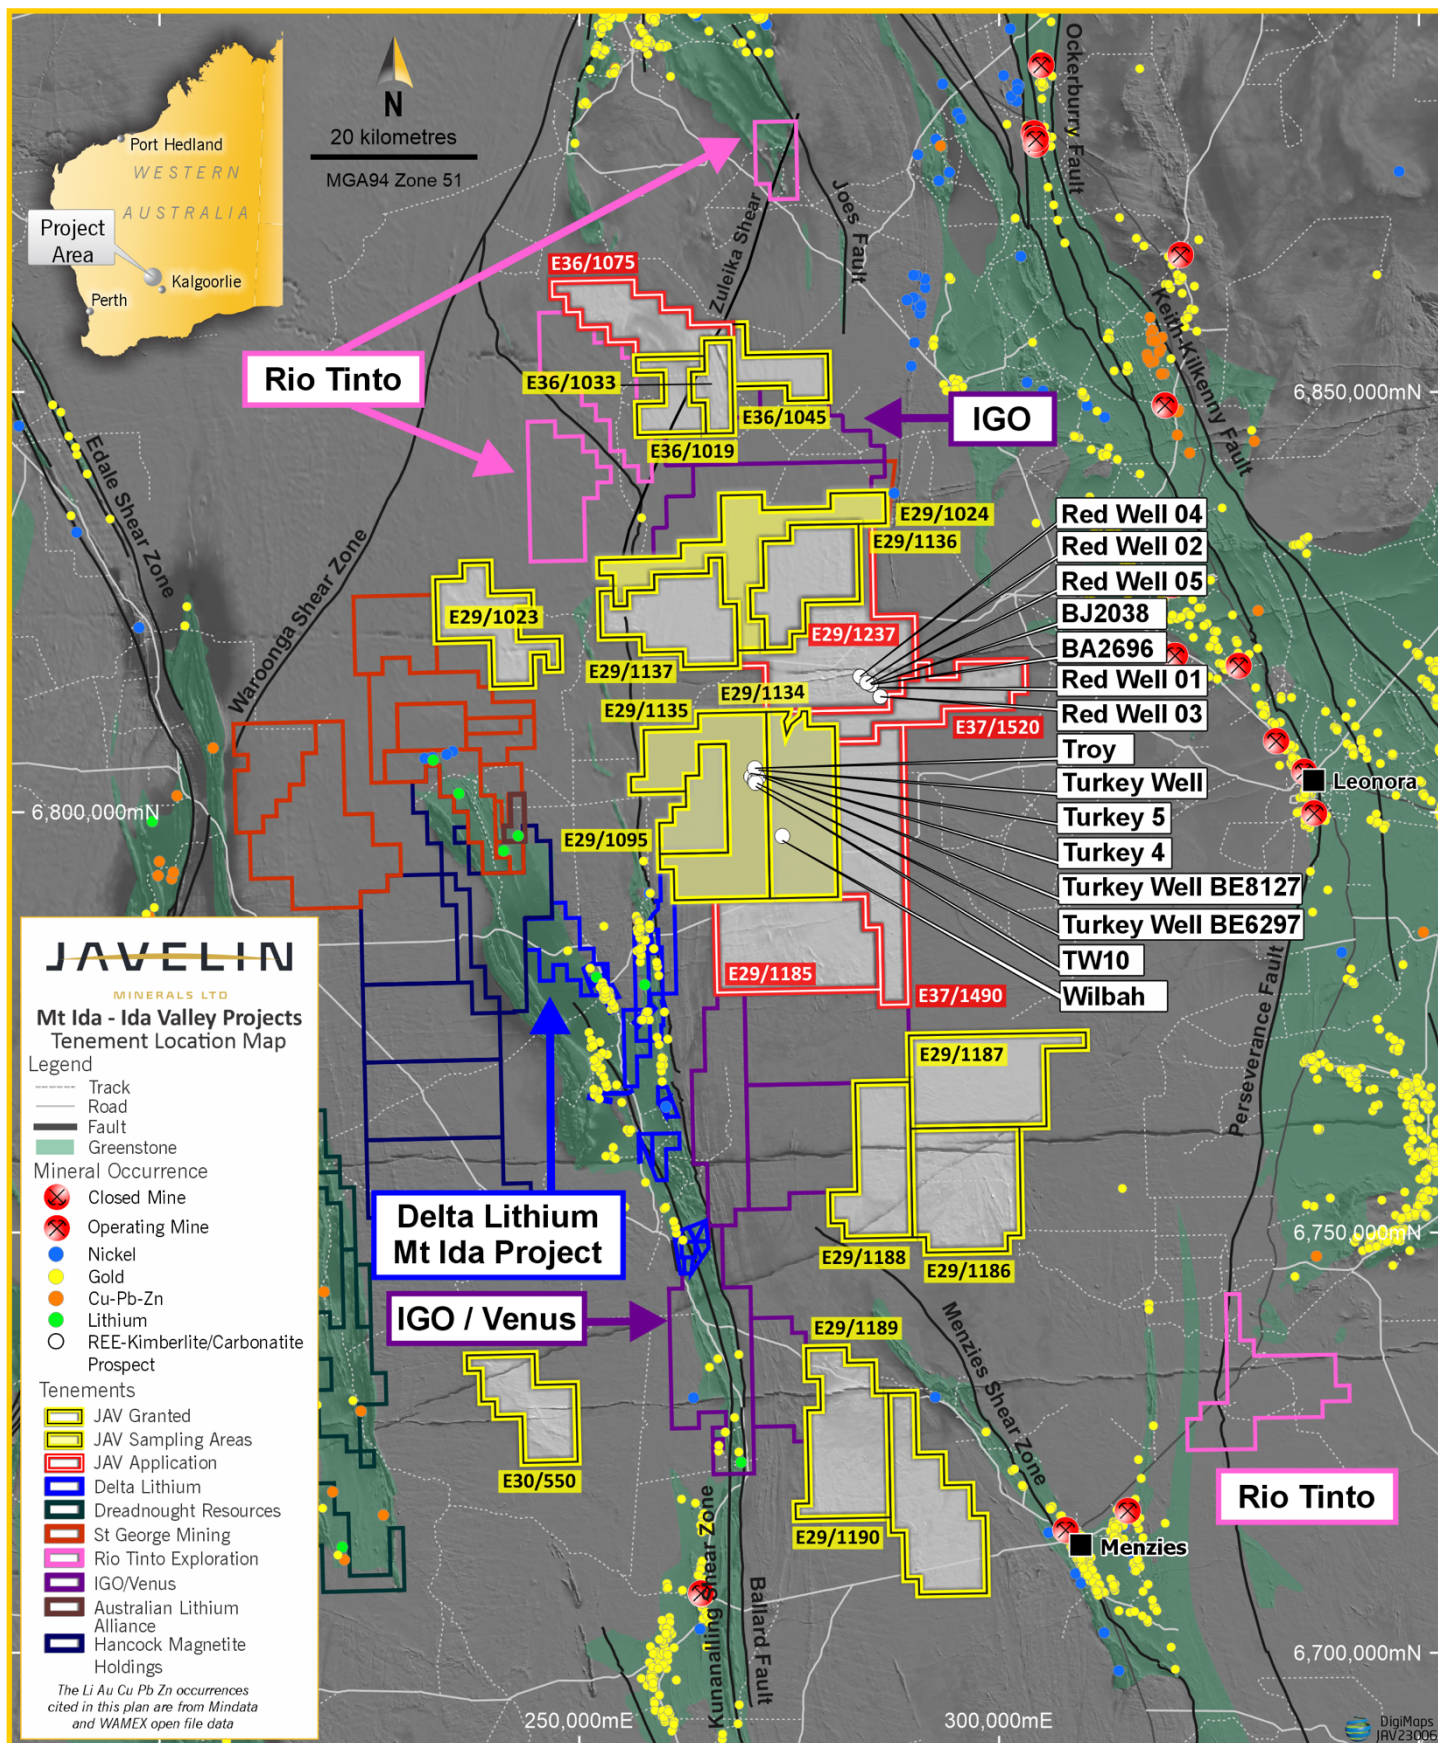 Port Hedland
WESTERN
AUSTRALIA
Project
Area
Kalgoorlie
Perth
N
20 kilometres
MGA94 Zone 51
Ockerburry Fault
Joes Fault
Zuleika Shear
Keith-Kilkenny Fault
E36/1075
Rio Tinto
E36/1033
E36/1045
E36/1019
IGO
6,850,000mN
Edale Shear Zone
Waroonga Shear Zone
E29/1024
E29/1136
Red Well 04
Red Well 02
Red Well 05
BJ2038
BA2696
Red Well 01
Red Well 03
Troy
Turkey Well
Turkey 5
Turkey 4
Turkey Well BE8127
Turkey Well BE6297
TW10
Wilbah
E29/1023
E29/1237
E29/1137
E29/1134
E29/1135
E37/1520
Leonora
6,800,000mN
E29/1095
E29/1185
E37/1490
Perseverance Fault
E29/1187
Delta Lithium
Mt Ida Project
E29/1188
E29/1186
6,750,000mN
IGO / Venus
E29/1189
Menzies Shear Zone
E30/550
E29/1190
Rio Tinto
Menzies
Kunanalling Shear Zone
Ballard Fault
6,700,000mN
250,000mE
300,000mE
JAVELIN
MINERALS LTD
Mt Ida - Ida Valley Projects
Tenement Location Map
Legend
Track
Road
Fault
Greenstone
Mineral Occurrence
Closed Mine
Operating Mine
Nickel
Gold
Cu-Pb-Zn
Lithium
REE-Kimberlite/Carbonatite
Prospect
Tenements
JAV Granted
JAV Sampling Areas
JAV Application
Delta Lithium
Dreadnought Resources
St George Mining
Rio Tinto Exploration
IGO/Venus
Australian Lithium
Alliance
Hancock Magnetite
Holdings
The Li Au Cu Pb Zn occurrences
cited in this plan are from Mindata
and WAMEX open file data
DigiMaps
JAV23006